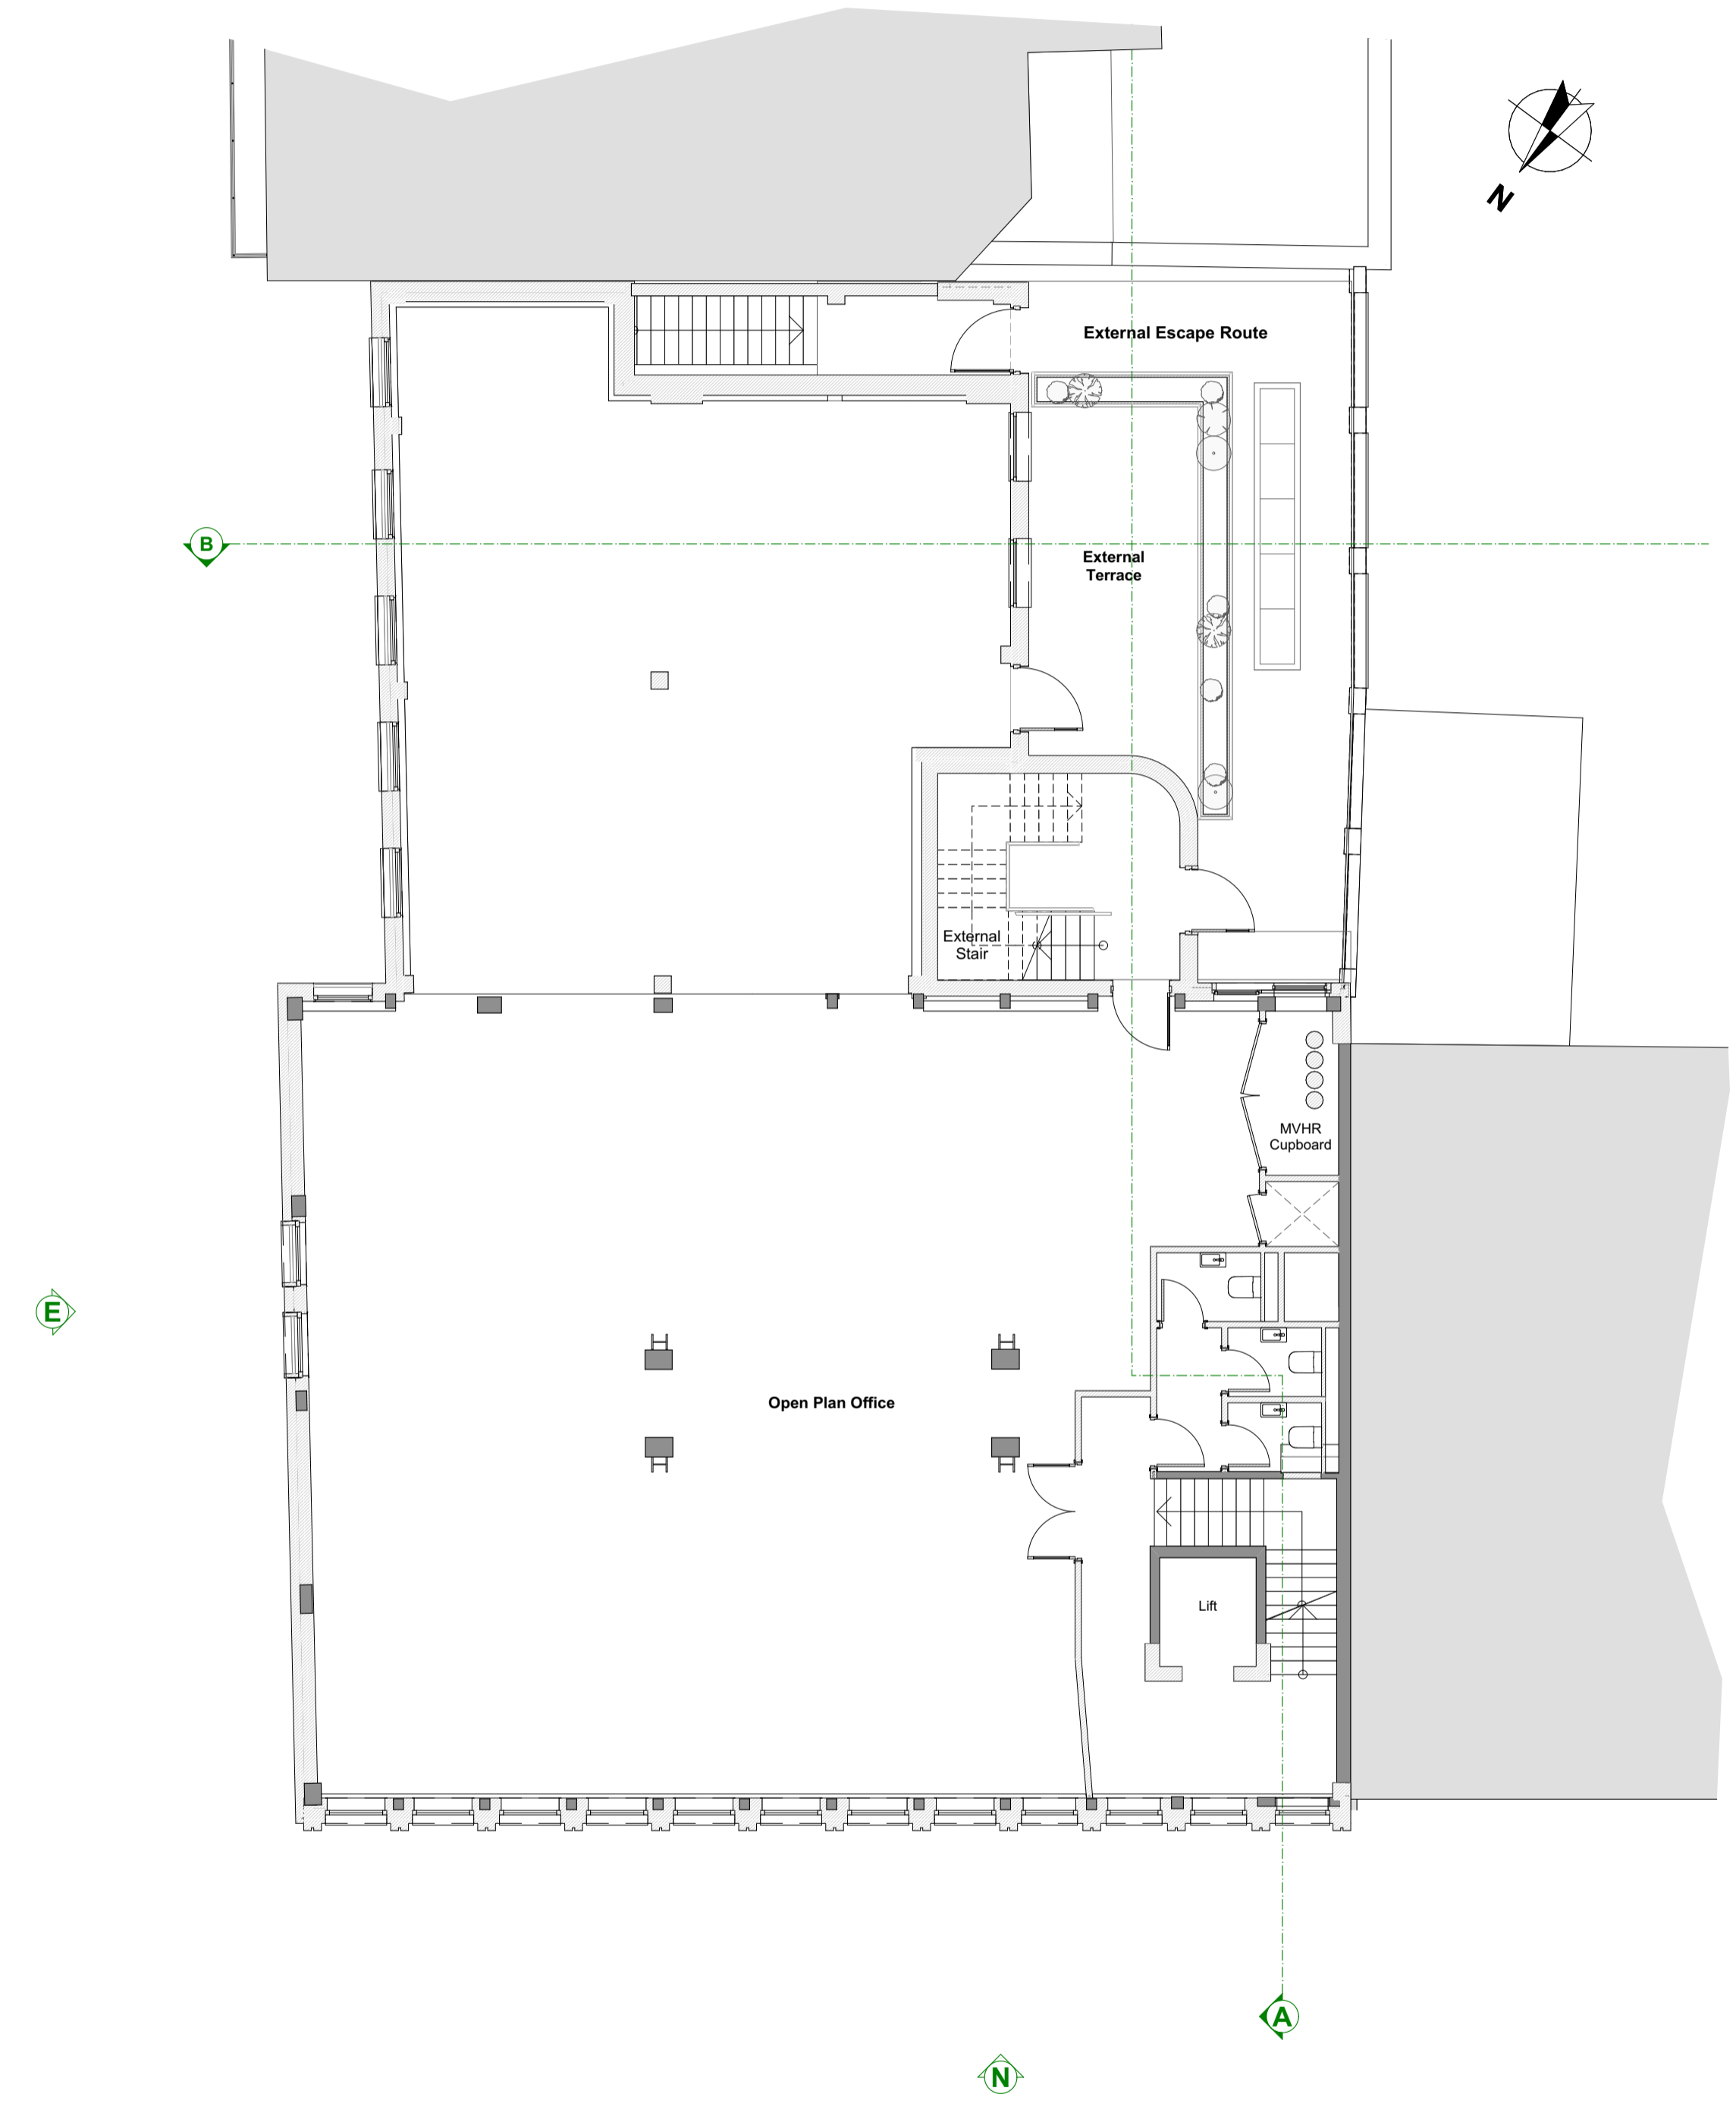 N
External Escape Route
B
External
Terrace
External
Stair
MVHR
Cupboard
E
Open Plan Office
Lift
A
N